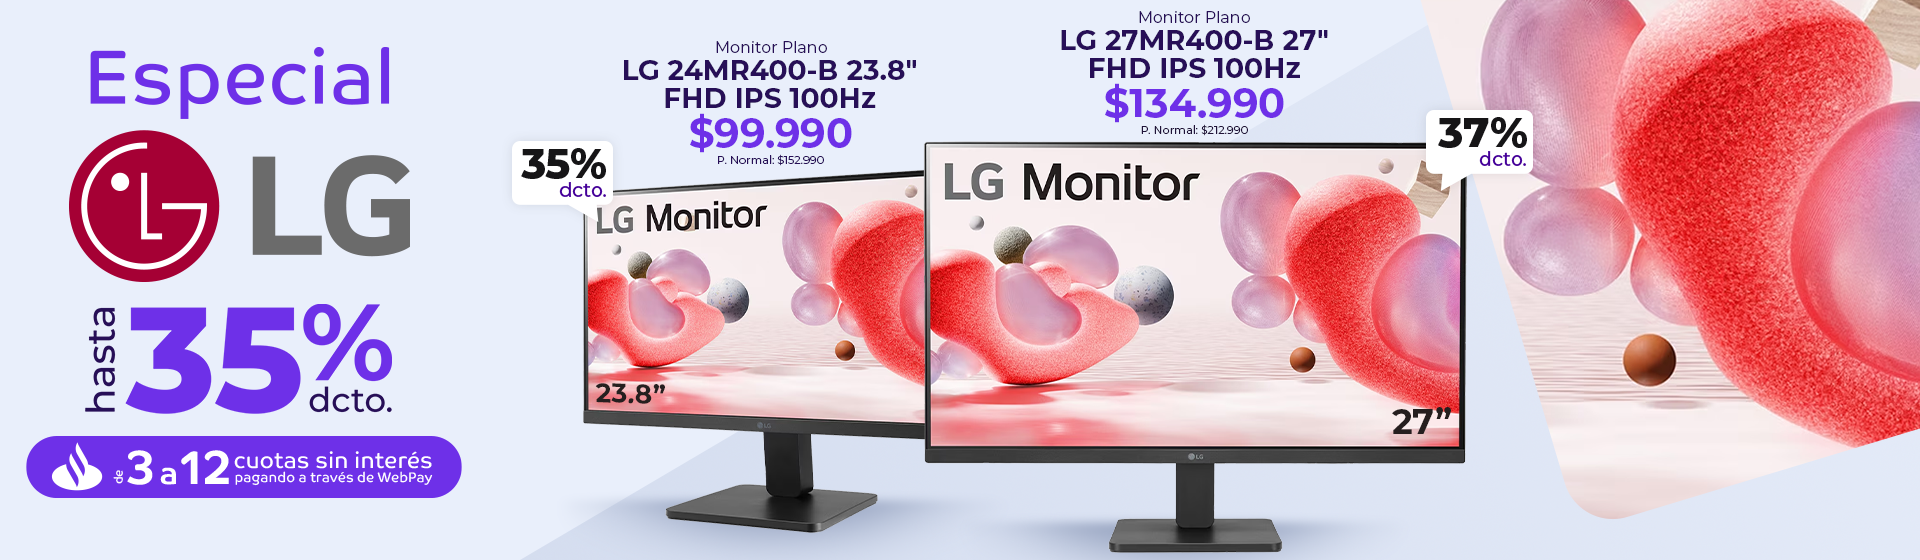 Especial
LG
hasta 35%
dcto.
de 3 a 12 cuotas sin interés
pagando a través de WebPay
Monitor Plano
LG 24MR400-B 23.8"
FHD IPS 100Hz
$99.990
P. Normal: $152.990
35%
dcto.
LG Monitor
23.8”
LG
Monitor Plano
LG 27MR400-B 27"
FHD IPS 100Hz
$134.990
P. Normal: $212.990
37%
dcto.
LG Monitor
27”
LG